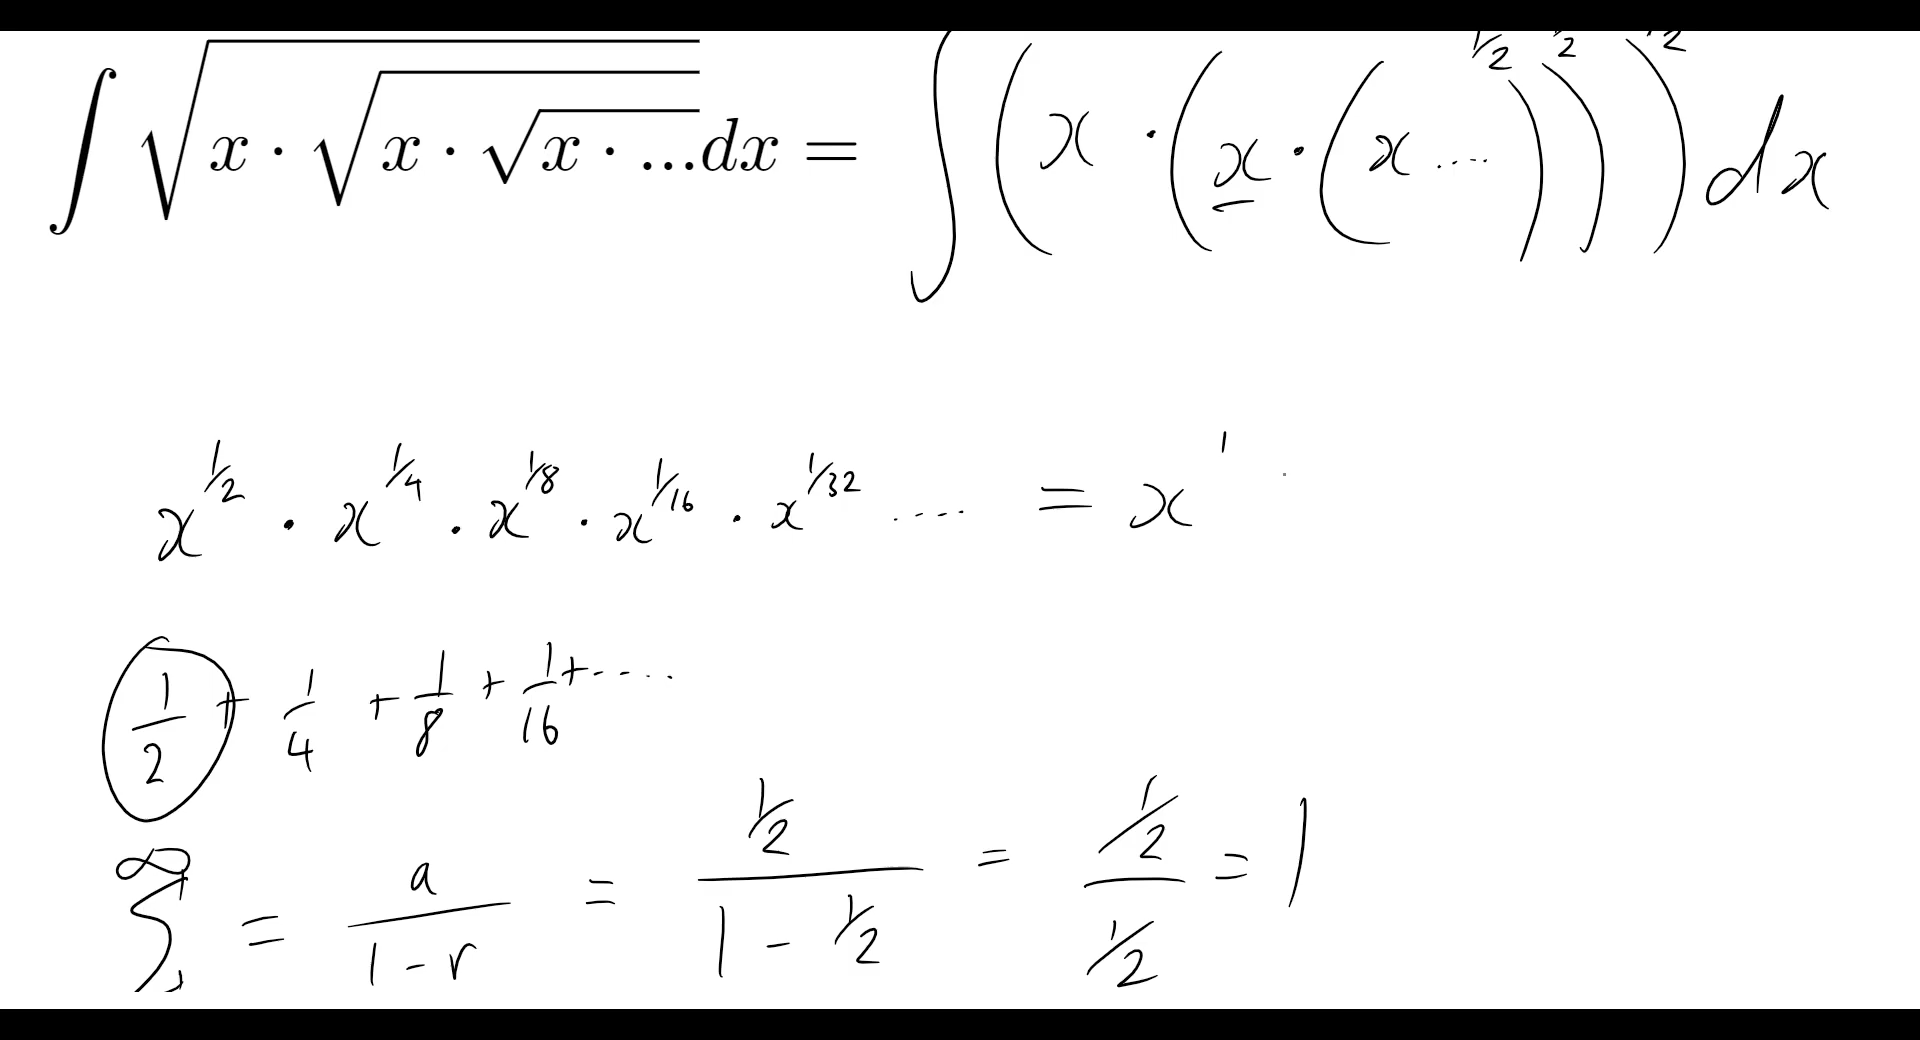 ∫ √(x · √(x · √(x · ...))) dx = ∫ (x · (x · (x ....)^1/2)^1/2)^1/2 dx
x^1/2 · x^1/4 · x^1/8 · x^1/16 · x^1/32 ..... = x^1
1/2 + 1/4 + 1/8 + 1/16 + .....
S∞ = a/(1 - r) = (1/2)/(1 - 1/2) = (1/2)/(1/2) = 1